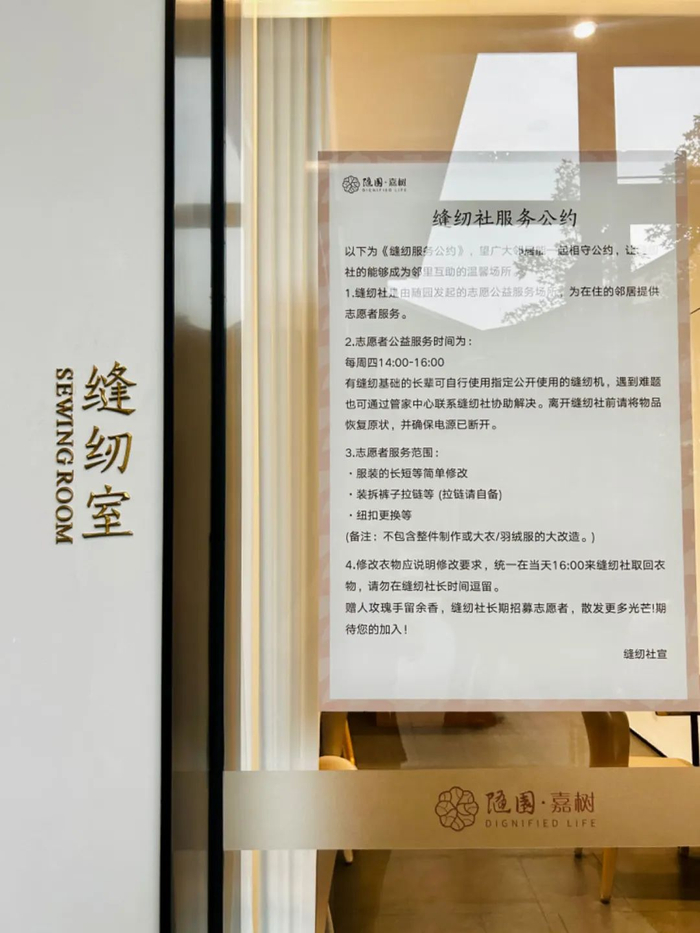 缝纫室
SEWING ROOM
隨園·嘉树
DIGNIFIED LIFE
缝纫社服务公约
以下为《缝纫服务公约》，望广大邻居能一起相守公约，让
社的能够成为邻里互助的温馨场所
1.缝纫社是由随园发起的志愿公益服务场所，为在住的邻居提供
志愿者服务。
2.志愿者公益服务时间为：
每周四14:00-16:00
有缝纫基础的长辈可自行使用指定公开使用的缝纫机，遇到难题
也可通过管家中心联系缝纫社协助解决。离开缝纫社前请将物品
恢复原状，并确保电源已断开。
3.志愿者服务范围：
·服装的长短等简单修改
·装拆裤子拉链等 (拉链请自备)
·纽扣更换等
(备注：不包含整件制作或大衣/羽绒服的大改造。)
4.修改衣物应说明修改要求，统一在当天16:00来缝纫社取回衣
物，请勿在缝纫社长时间逗留。
赠人玫瑰手留余香，缝纫社长期招募志愿者，散发更多光芒!期
待您的加入！
缝纫社宣
隨園·嘉树
DIGNIFIED LIFE